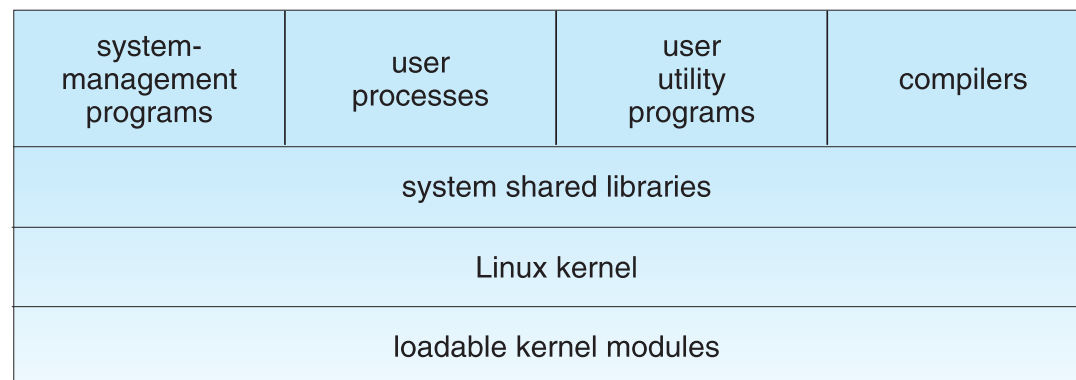 system-
management
programs
user
processes
user
utility
programs
compilers
system shared libraries
Linux kernel
loadable kernel modules